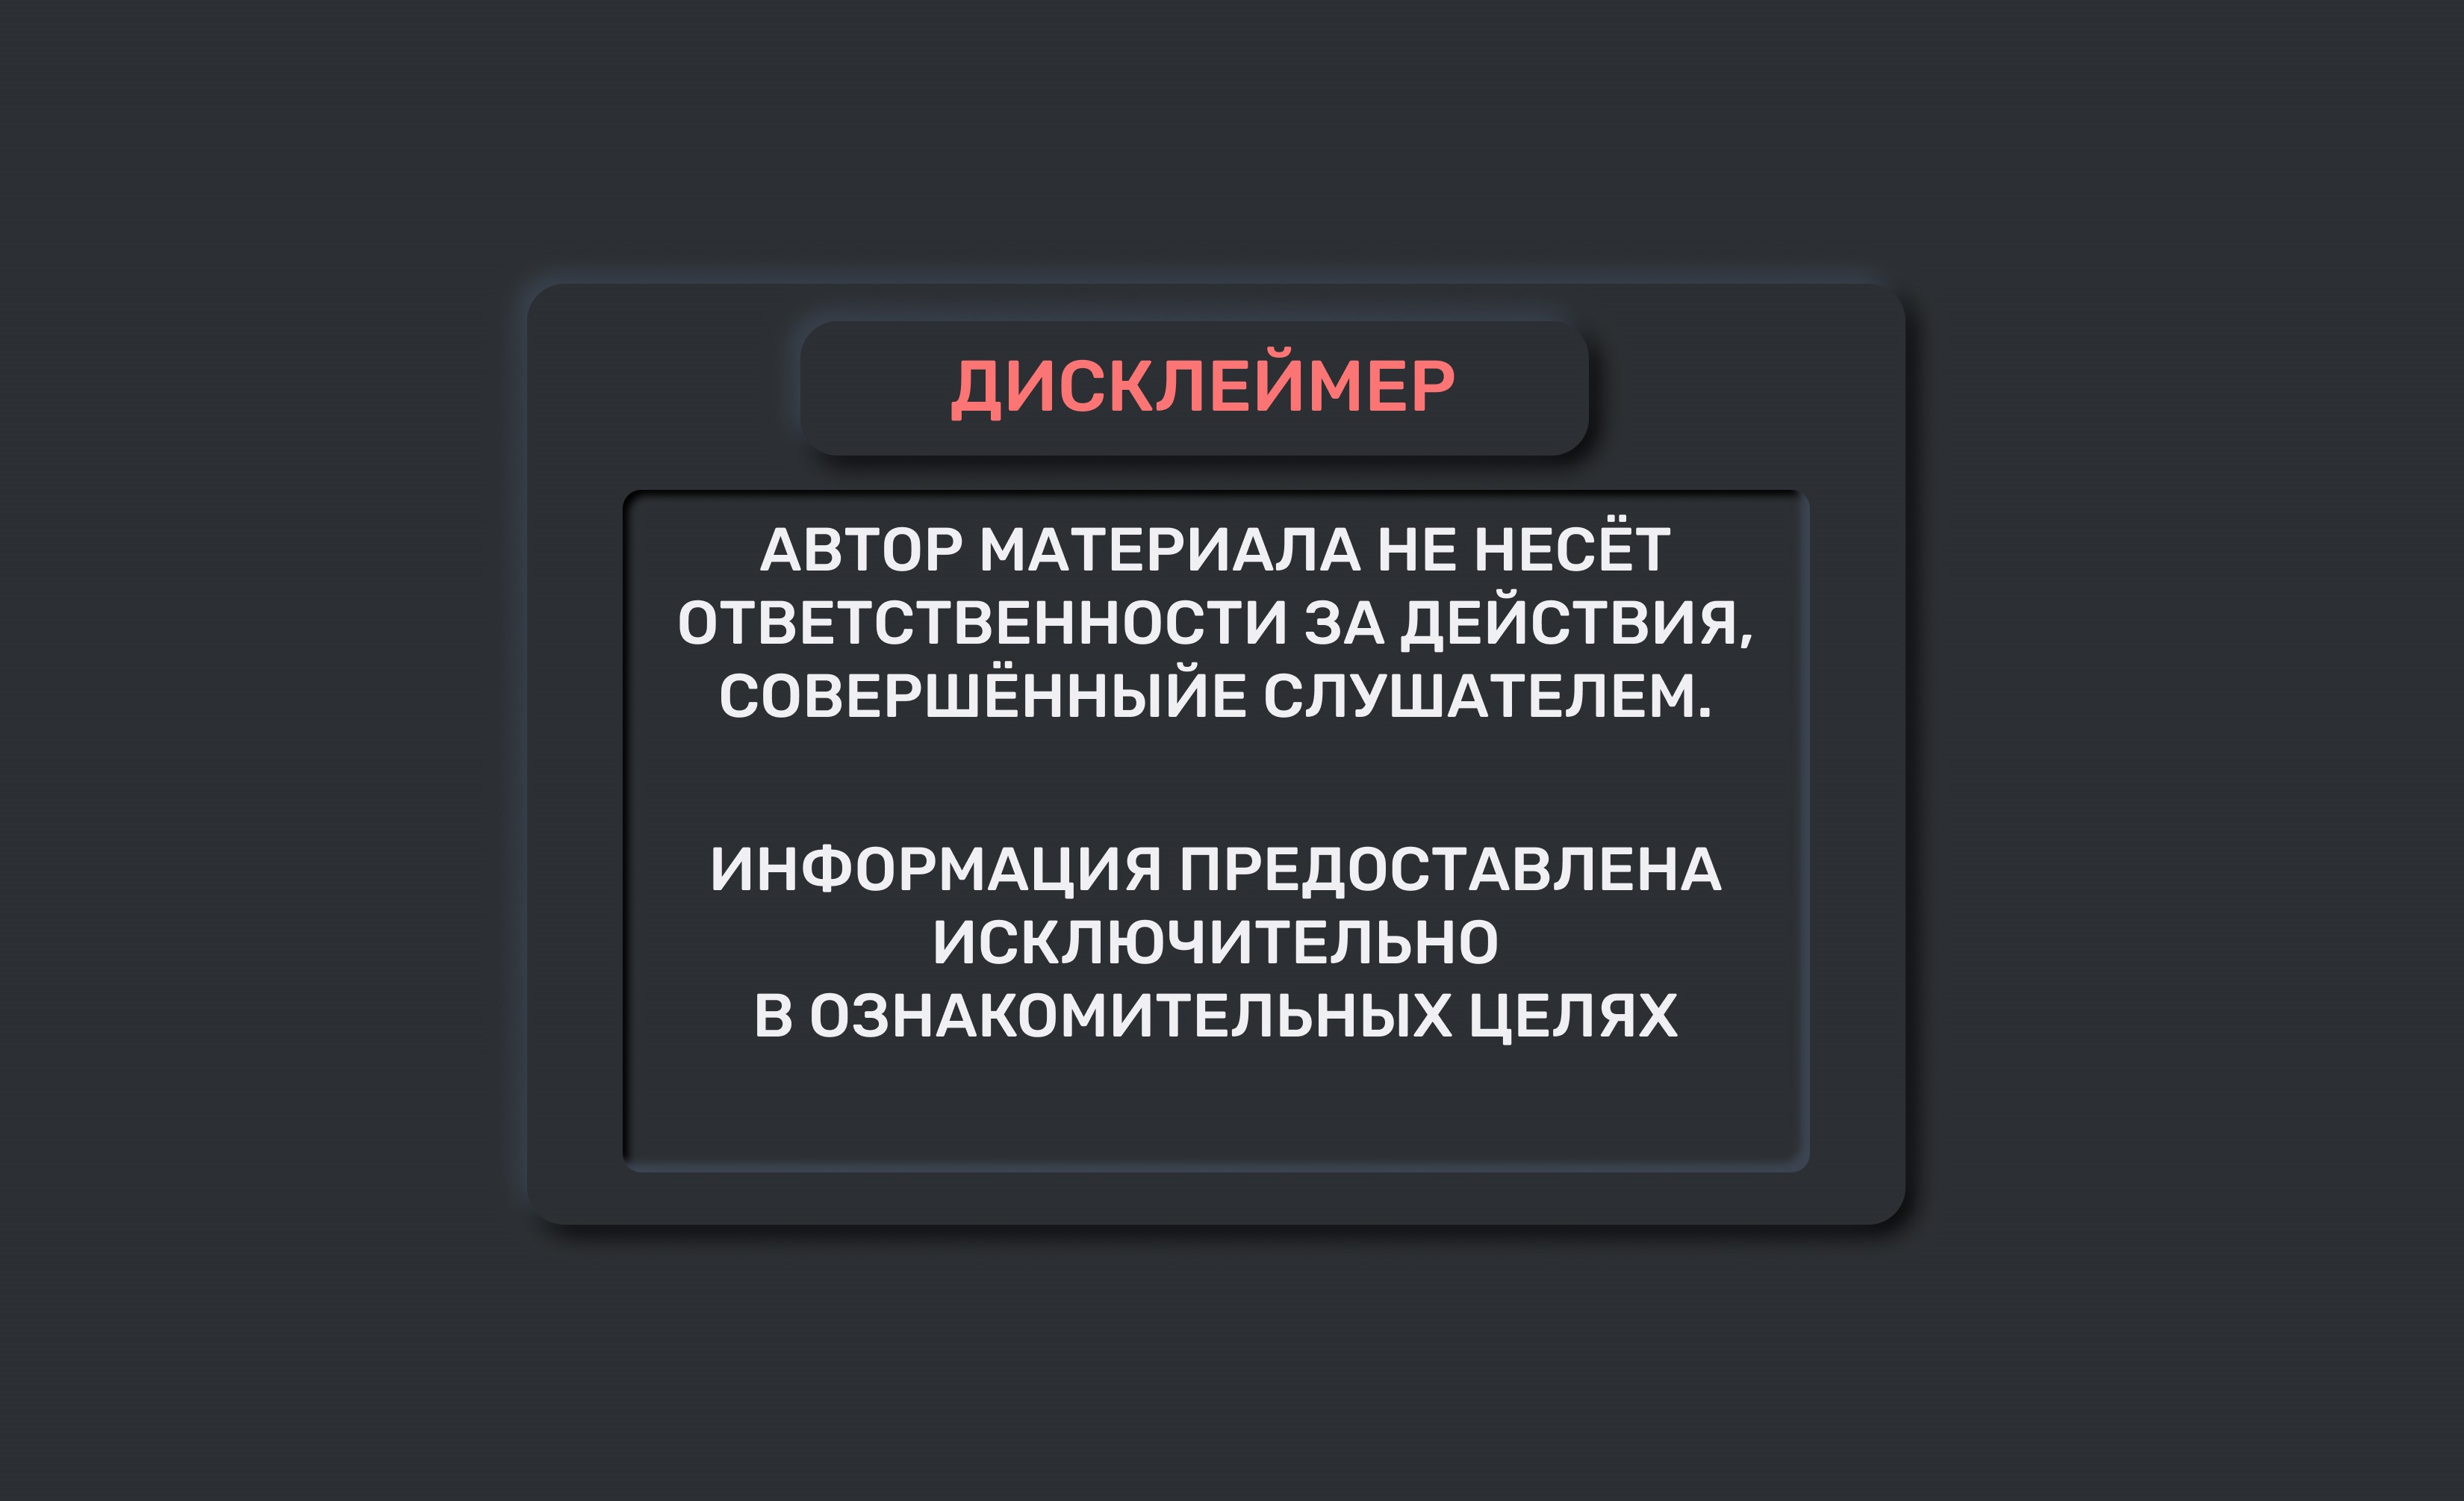 ДИСКЛЕЙМЕР
АВТОР МАТЕРИАЛА НЕ НЕСЁТ
ОТВЕТСТВЕННОСТИ ЗА ДЕЙСТВИЯ,
СОВЕРШЁННЫЙЕ СЛУШАТЕЛЕМ.
ИНФОРМАЦИЯ ПРЕДОСТАВЛЕНА
ИСКЛЮЧИТЕЛЬНО
В ОЗНАКОМИТЕЛЬНЫХ ЦЕЛЯХ